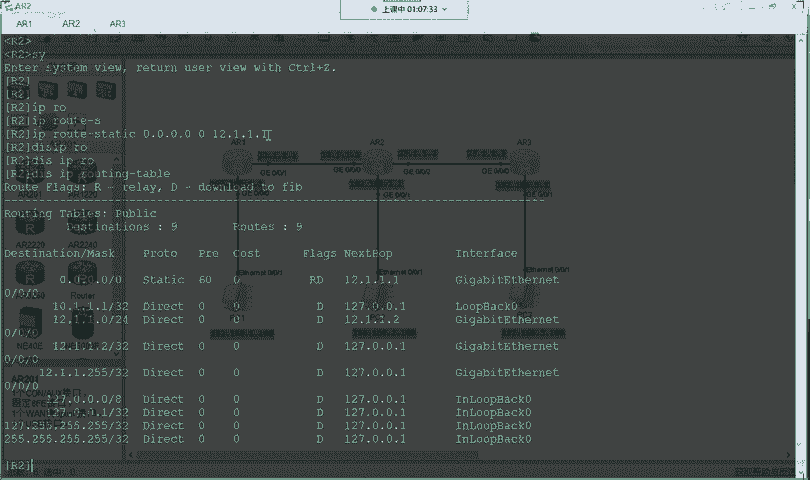 AR2
上课中 01:07:33
AR1 AR2 AR3
<R2>
<R2>sy
Enter system view, return user view with Ctrl+Z.
[R2]
[R2]
[R2]ip ro
[R2]ip route-s
[R2]ip route-static 0.0.0.0 0 12.1.1.1
[R2]disip ro
[R2]dis ip ro
[R2]dis ip routing-table
Route Flags: R - relay, D - download to fib
Routing Tables: Public
Destinations : 9 Routes : 9
Destination/Mask Proto Pre Cost Flags NextHop Interface
0.0.0.0/0 Static 60 0 RD 12.1.1.1 GigabitEthernet
0/0/0
10.1.1.1/32 Direct 0 0 D 127.0.0.1 LoopBack0
12.1.1.0/24 Direct 0 0 D 12.1.1.2 GigabitEthernet
0/0/0
12.1.1.2/32 Direct 0 0 D 127.0.0.1 GigabitEthernet
0/0/0
12.1.1.255/32 Direct 0 0 D 127.0.0.1 GigabitEthernet
0/0/0
127.0.0.0/8 Direct 0 0 D 127.0.0.1 InLoopBack0
127.0.0.1/32 Direct 0 0 D 127.0.0.1 InLoopBack0
127.255.255.255/32 Direct 0 0 D 127.0.0.1 InLoopBack0
255.255.255.255/32 Direct 0 0 D 127.0.0.1 InLoopBack0
[R2]
AR1 AR2 AR3
GE 0/0/1
Ethernet 0/0/1
Router
NE40E